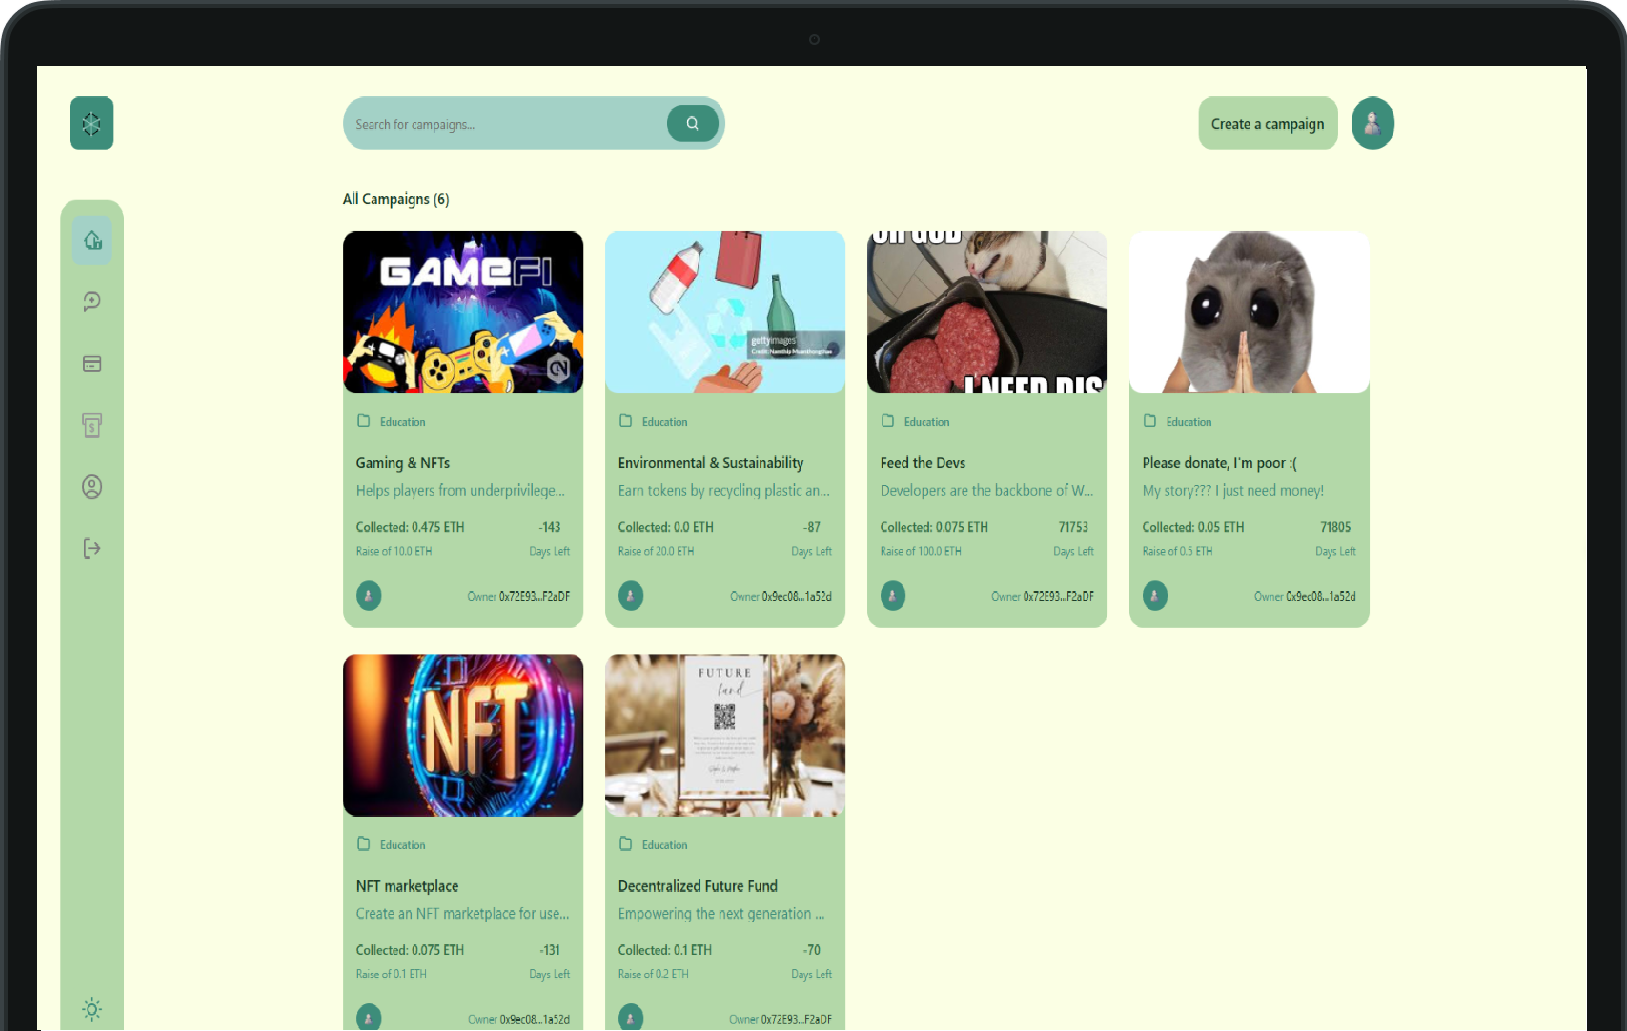 Search for campaigns...
Create a campaign
All Campaigns (6)
GAMEFI
gettyimages
Credit: Nanthip Muanthongthae
OH GOD
I NEED DIS
Education
Education
Education
Education
Gaming & NFTs
Environmental & Sustainability
Feed the Devs
Please donate, I'm poor :(
Helps players from underprivilege...
Earn tokens by recycling plastic an...
Developers are the backbone of W...
My story??? I just need money!
Collected: 0.475 ETH -143
Collected: 0.0 ETH -87
Collected: 0.075 ETH 71753
Collected: 0.05 ETH 71805
Raise of 10.0 ETH Days Left
Raise of 20.0 ETH Days Left
Raise of 100.0 ETH Days Left
Raise of 0.5 ETH Days Left
Owner 0x72E93...F2aDF
Owner 0x9ec08...1a52d
Owner 0x72E93...F2aDF
Owner 0x9ec08...1a52d
NFT
FUTURE
fund
Education
Education
NFT marketplace
Decentralized Future Fund
Create an NFT marketplace for use...
Empowering the next generation ...
Collected: 0.075 ETH -131
Collected: 0.1 ETH -70
Raise of 0.1 ETH Days Left
Raise of 0.2 ETH Days Left
Owner 0x9ec08...1a52d
Owner 0x72E93...F2aDF